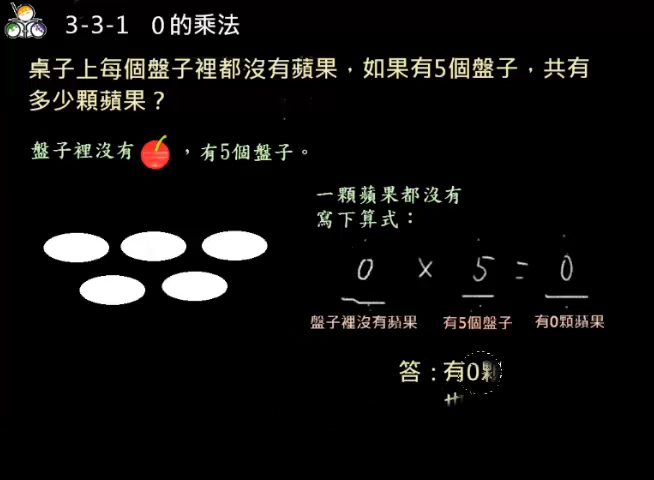 3-3-1 0的乘法
桌子上每個盤子裡都沒有蘋果，如果有5個盤子，共有
多少顆蘋果？
盤子裡沒有，有5個盤子。
一顆蘋果都沒有
寫下算式：
0 × 5 = 0
盤子裡沒有蘋果 有5個盤子 有0顆蘋果
答：有0顆